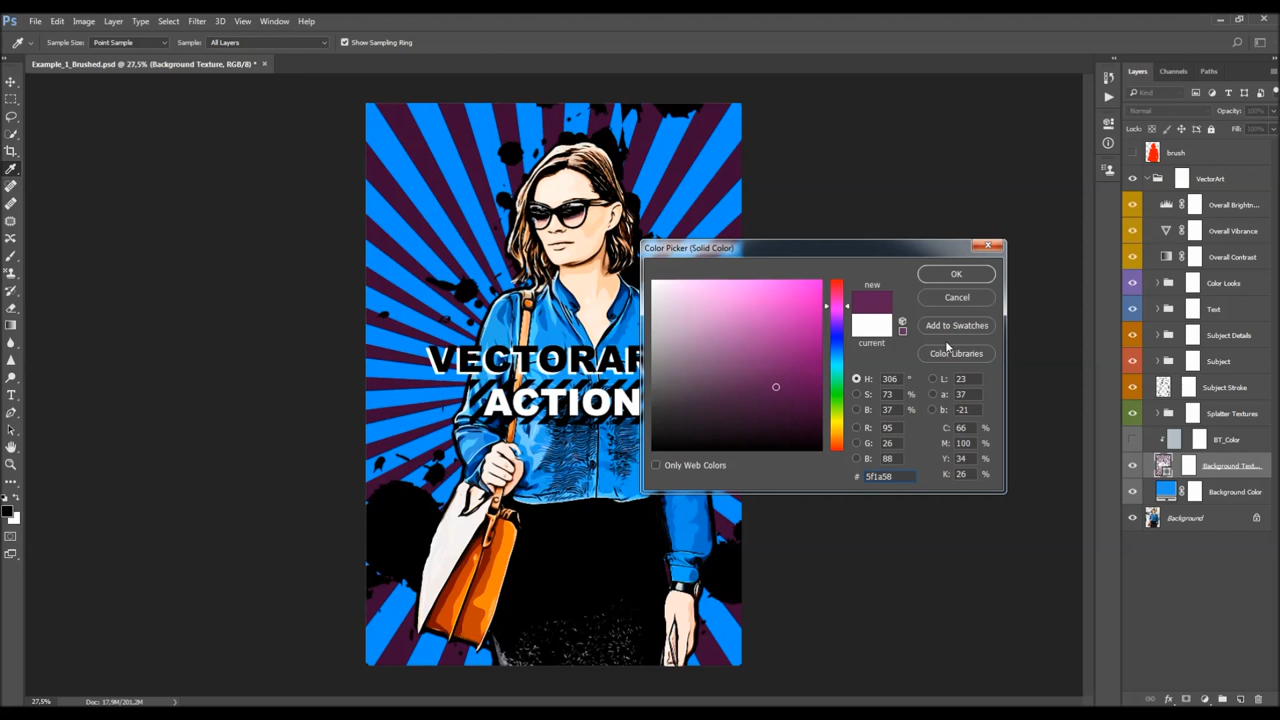 Ps File Edit Image Layer Type Select Filter 3D View Window Help
Sample Size: Point Sample Sample: All Layers Show Sampling Ring
Example_1_Brushed.psd @ 27,5% (Background Texture, RGB/8) * ×
Layers Channels Paths
Kind
Normal Opacity: 100%
Lock: Fill: 100%
brush
VectorArt
Overall Brightn...
Overall Vibrance
Overall Contrast
Color Looks
Text
Subject Details
Subject
Subject Stroke
Splatter Textures
BT_Color
Background Text...
Background Color
Background
VECTORAR
ACTION
Color Picker (Solid Color)
new
current
OK
Cancel
Add to Swatches
Color Libraries
H: 306 ° L: 23
S: 73 % a: 37
B: 37 % b: -21
R: 95 C: 66 %
G: 26 M: 100 %
B: 88 Y: 34 %
# 5f1a58 K: 26 %
Only Web Colors
27,5% Doc: 17,9M/201,2M